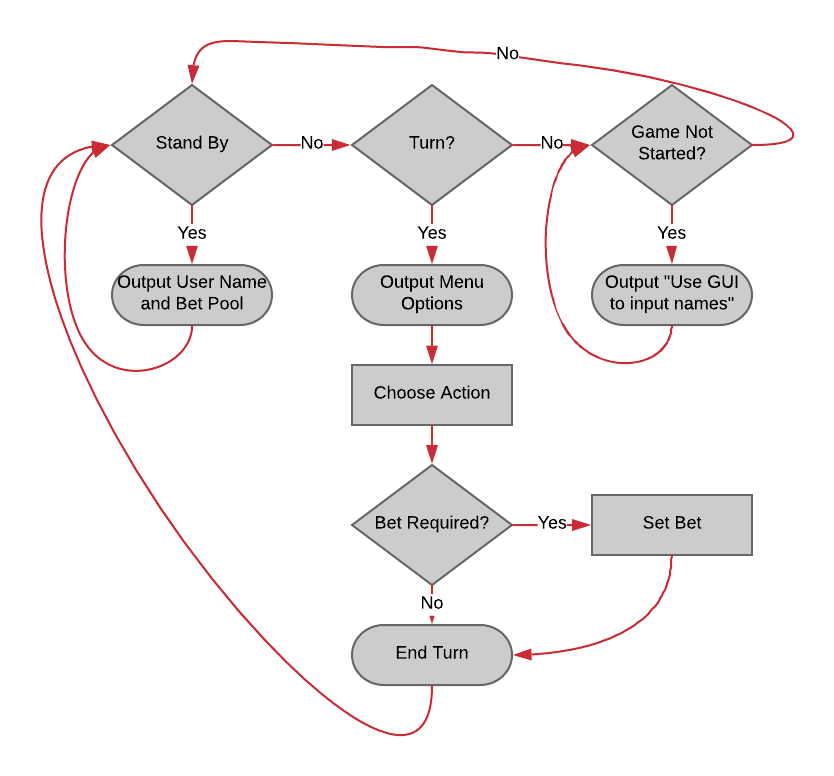 No
Stand By
No
Turn?
No
Game Not
Started?
Yes
Yes
Yes
Output User Name
and Bet Pool
Output Menu
Options
Output "Use GUI
to input names"
Choose Action
Bet Required?
Yes
Set Bet
No
End Turn